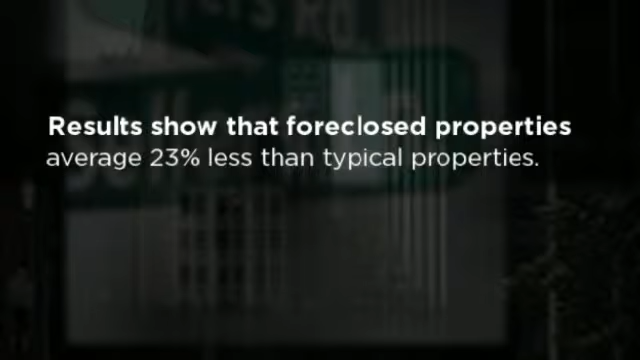 Results show that foreclosed properties
average 23% less than typical properties.